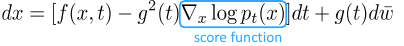 dx = [f(x, t) − g²(t)∇ₓ log pₜ(x)]dt + g(t)dw̄
score function